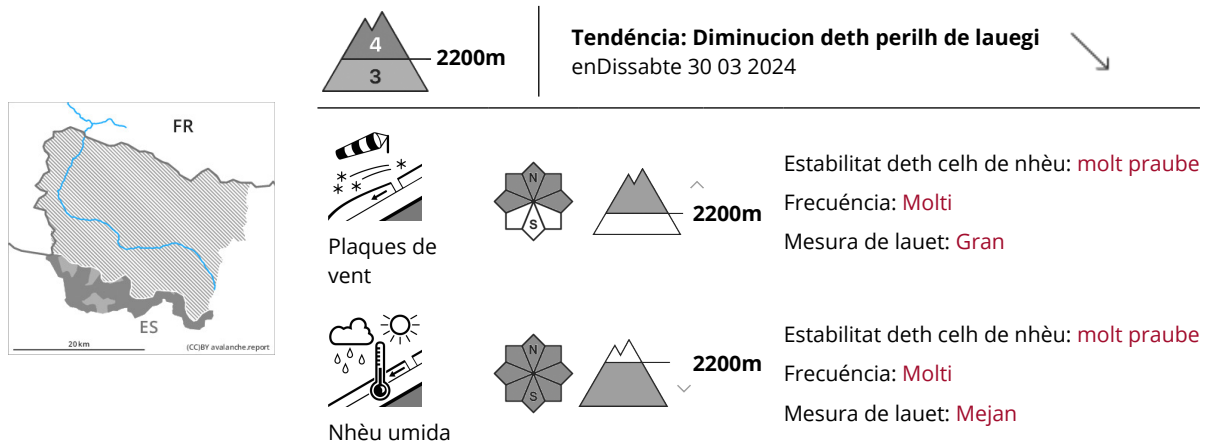 4
3
2200m
Tendéncia: Diminucion deth perilh de lauegi
enDissabte 30 03 2024
FR
ES
20 km
(CC)BY avalanche.report
Plaques de
vent
N
S
2200m
Estabilitat deth celh de nhèu: molt praube
Frecuéncia: Molti
Mesura de lauet: Gran
Nhèu umida
N
S
2200m
Estabilitat deth celh de nhèu: molt praube
Frecuéncia: Molti
Mesura de lauet: Mejan